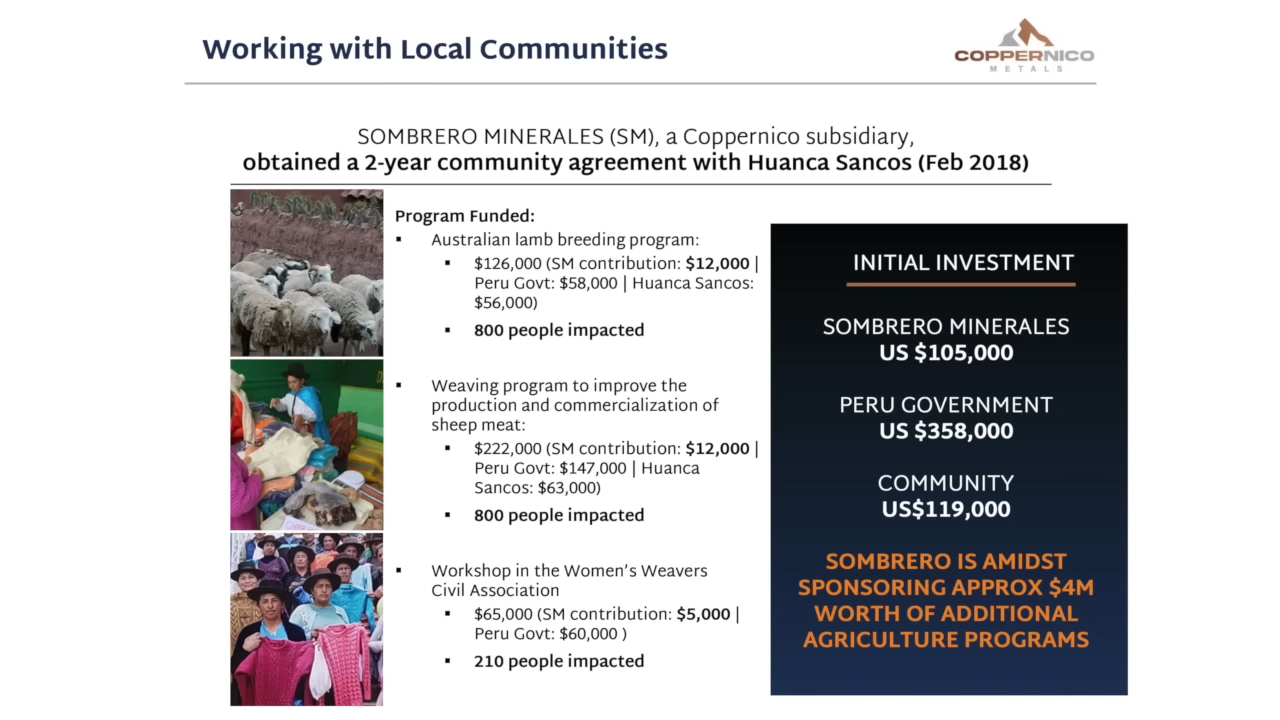 Working with Local Communities
COPPERNICO
METALS
SOMBRERO MINERALES (SM), a Coppernico subsidiary,
obtained a 2-year community agreement with Huanca Sancos (Feb 2018)
Program Funded:
▪ Australian lamb breeding program:
▪ $126,000 (SM contribution: $12,000 |
Peru Govt: $58,000 | Huanca Sancos:
$56,000)
▪ 800 people impacted
▪ Weaving program to improve the
production and commercialization of
sheep meat:
▪ $222,000 (SM contribution: $12,000 |
Peru Govt: $147,000 | Huanca
Sancos: $63,000)
▪ 800 people impacted
▪ Workshop in the Women’s Weavers
Civil Association
▪ $65,000 (SM contribution: $5,000 |
Peru Govt: $60,000 )
▪ 210 people impacted
INITIAL INVESTMENT
SOMBRERO MINERALES
US $105,000
PERU GOVERNMENT
US $358,000
COMMUNITY
US$119,000
SOMBRERO IS AMIDST
SPONSORING APPROX $4M
WORTH OF ADDITIONAL
AGRICULTURE PROGRAMS